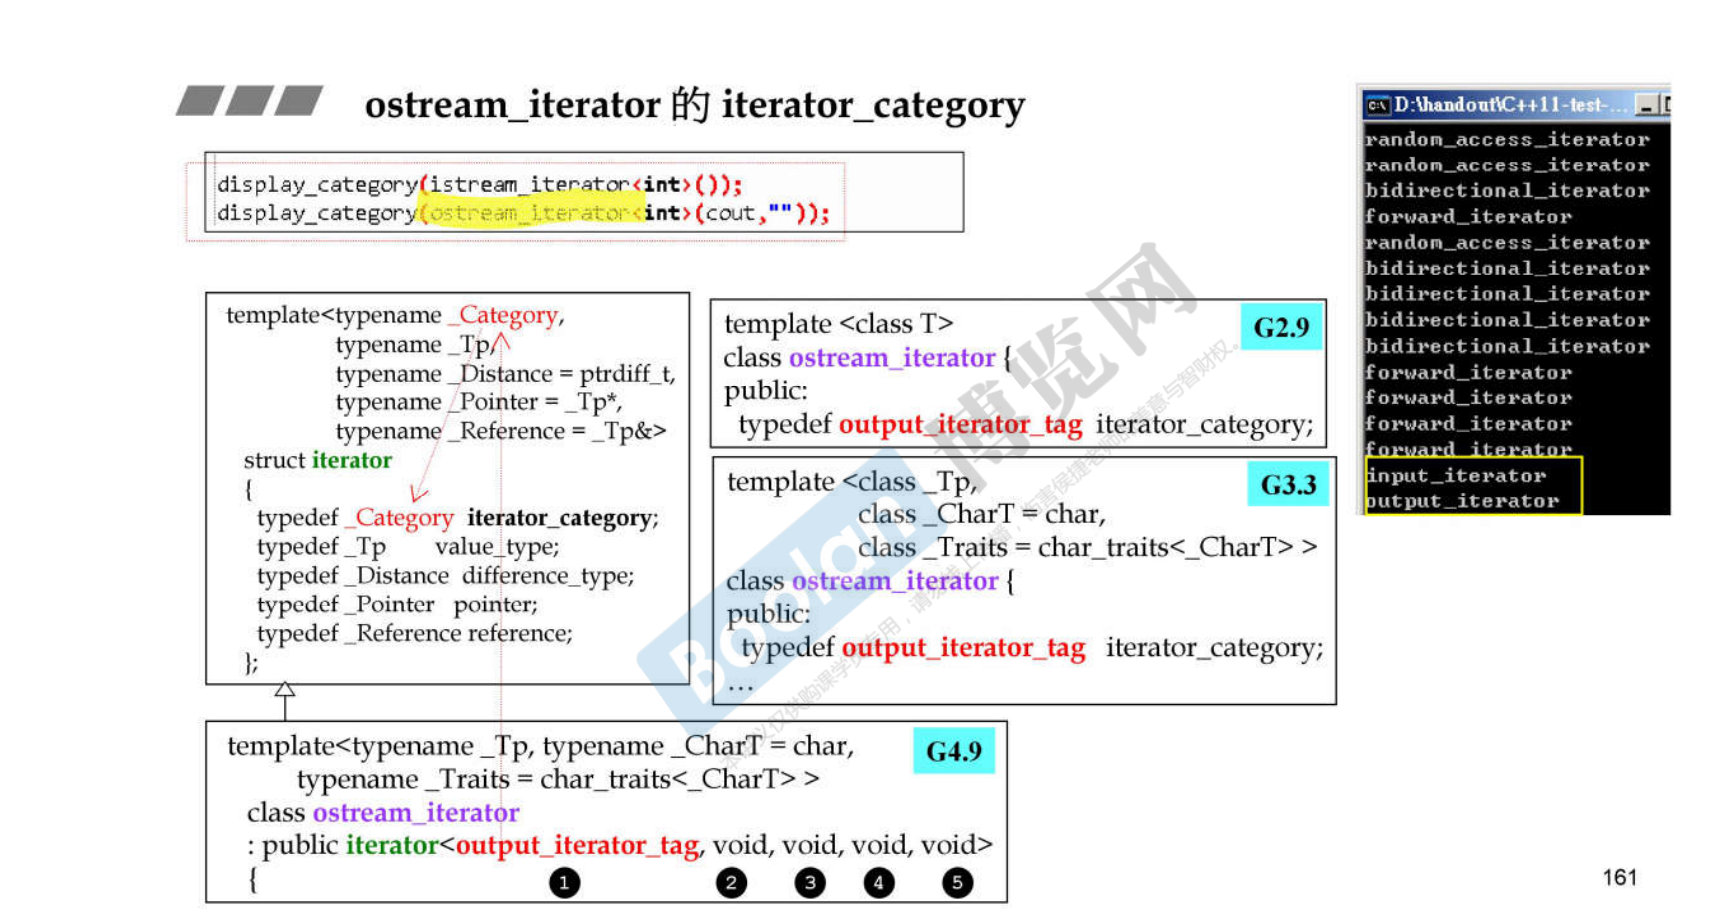 ostream_iterator 的 iterator_category
display_category(istream_iterator<int>());
display_category(ostream_iterator<int>(cout,""));
template<typename _Category,
typename _Tp,
typename _Distance = ptrdiff_t,
typename _Pointer = _Tp*,
typename _Reference = _Tp&>
struct iterator
{
typedef _Category iterator_category;
typedef _Tp value_type;
typedef _Distance difference_type;
typedef _Pointer pointer;
typedef _Reference reference;
};
template <class T>
class ostream_iterator {
public:
typedef output_iterator_tag iterator_category;
G2.9
template <class _Tp,
class _CharT = char,
class _Traits = char_traits<_CharT> >
class ostream_iterator {
public:
typedef output_iterator_tag iterator_category;
...
G3.3
template<typename _Tp, typename _CharT = char,
typename _Traits = char_traits<_CharT> >
class ostream_iterator
: public iterator<output_iterator_tag, void, void, void, void>
{
1 2 3 4 5
G4.9
D:\handout\C++11-test-...
random_access_iterator
random_access_iterator
bidirectional_iterator
forward_iterator
random_access_iterator
bidirectional_iterator
bidirectional_iterator
bidirectional_iterator
bidirectional_iterator
forward_iterator
forward_iterator
forward_iterator
forward_iterator
input_iterator
output_iterator
Boolan 博览网
161